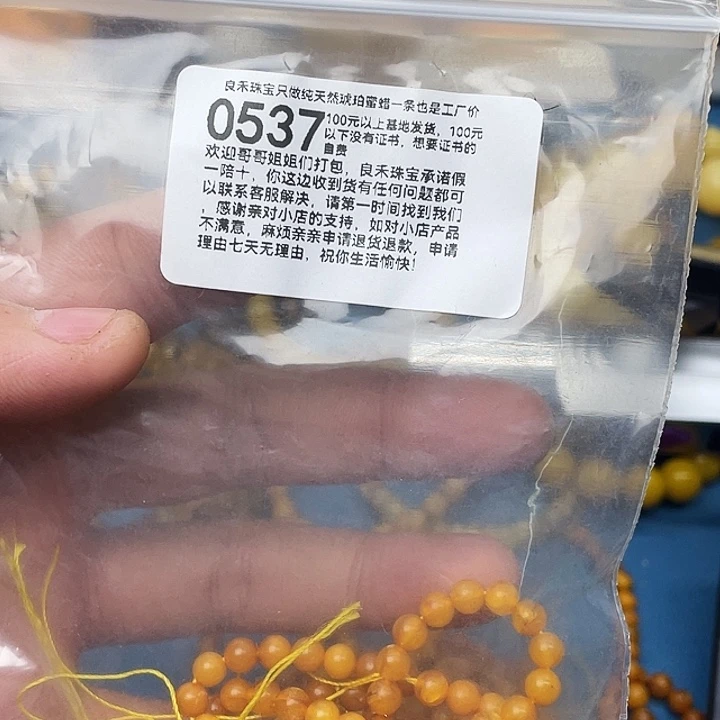 良禾珠宝只做纯天然琥珀蜜蜡一条也是工厂价
0537
100元以上基地发货，100元
以下没有证书，想要证书的
自费
欢迎哥哥姐姐们打包，良禾珠宝承诺假
一陪十，你这边收到货有任何问题都可
以联系客服解决，请第一时间找到我们
，感谢亲对小店的支持，如对小店产品
不满意，麻烦亲亲申请退货退款，申请
理由七天无理由，祝你生活愉快！